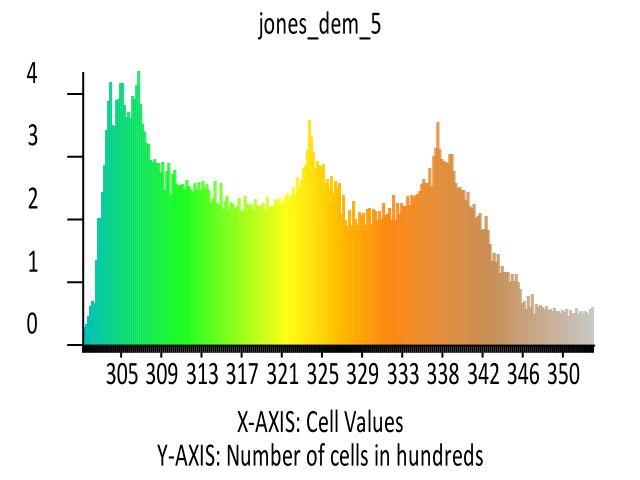 jones_dem_5
4
3
2
1
0
305 309 313 317 321 325 329 333 338 342 346 350
X-AXIS: Cell Values
Y-AXIS: Number of cells in hundreds